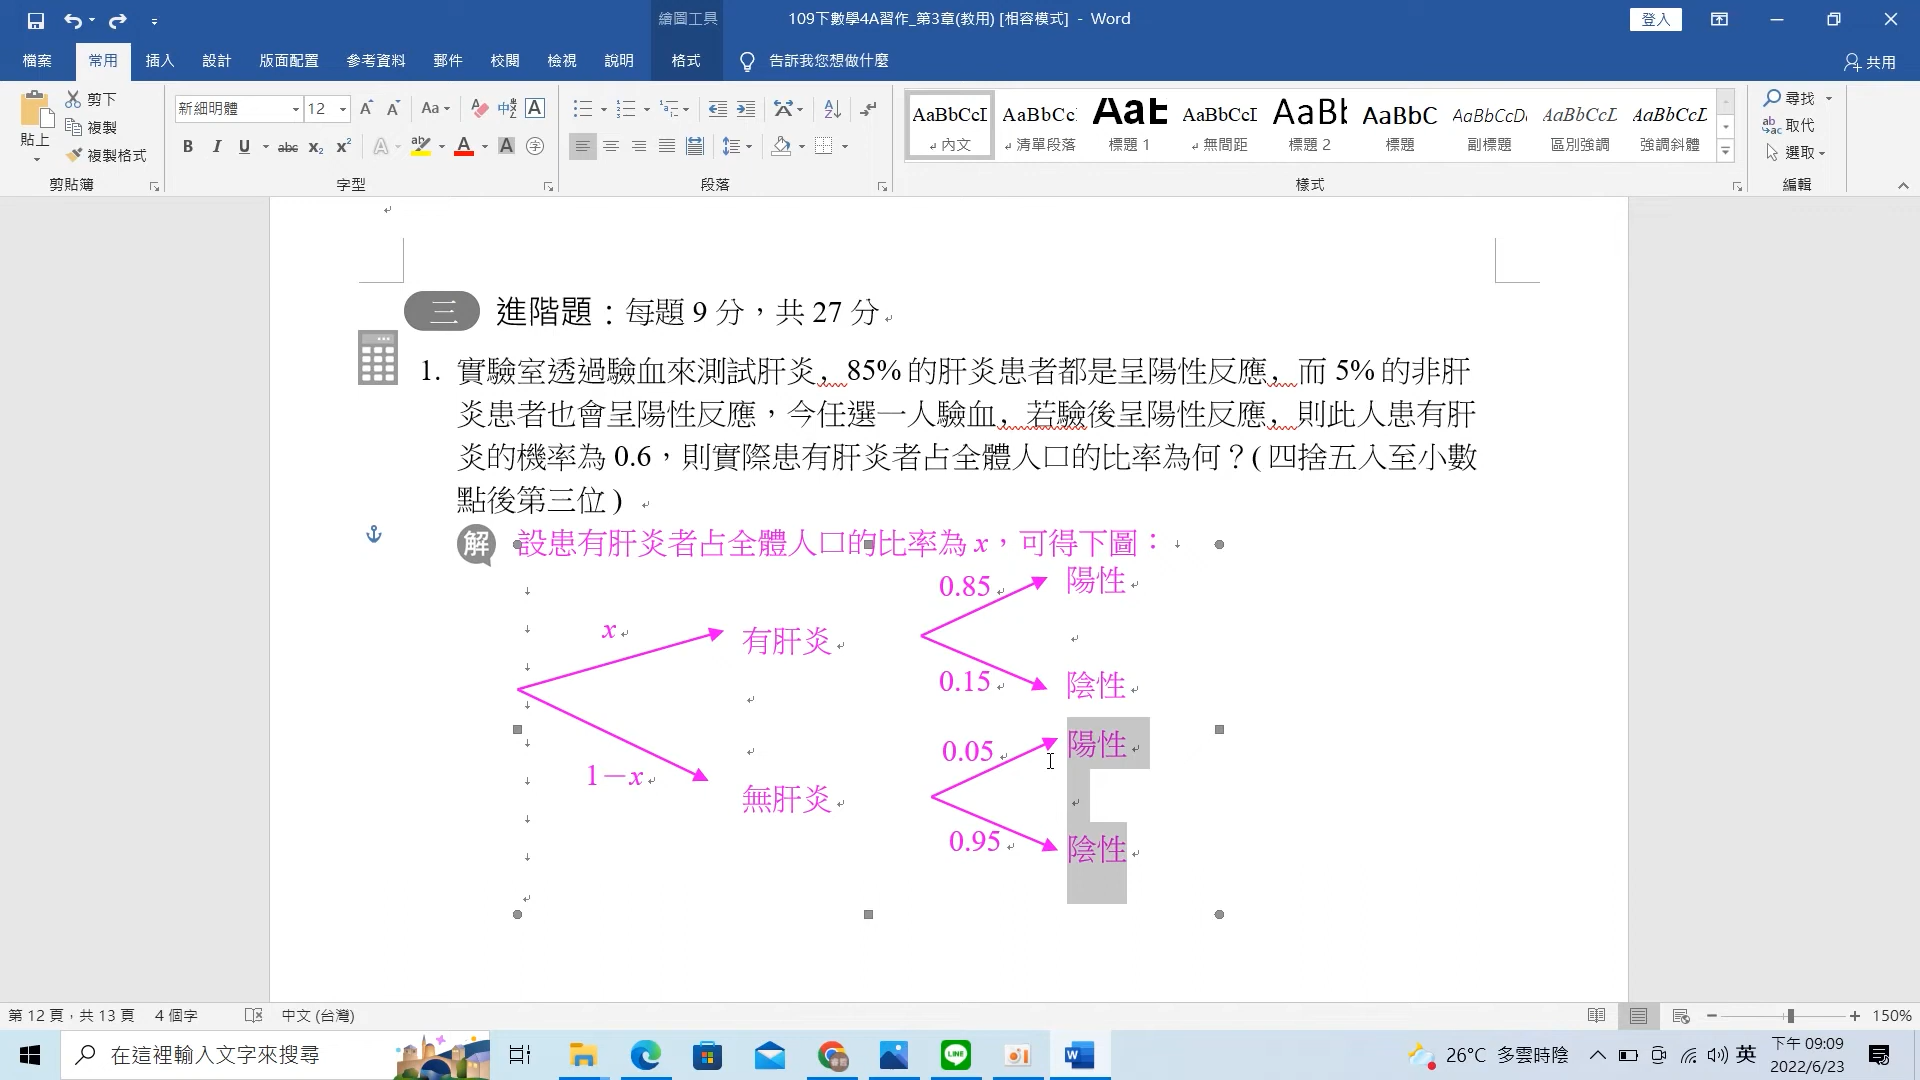 109下數學4A習作_第3章(教用) [相容模式] - Word
繪圖工具
登入
檔案 常用 插入 設計 版面配置 參考資料 郵件 校閱 檢視 說明 格式 告訴我您想做什麼 共用
貼上 剪下
複製
複製格式
剪貼簿
新細明體 12
字型
段落
AaBbCcI AaBbCc AaB AaBbCcI AaBb AaBbC AaBbCcDa AaBbCcL AaBbCcL
內文 清單段落 標題 1 無間距 標題 2 標題 副標題 區別強調 強調斜體
樣式
尋找
取代
選取
編輯
三 進階題：每題 9 分，共 27 分
1. 實驗室透過驗血來測試肝炎，85%的肝炎患者都是呈陽性反應，而 5%的非肝
炎患者也會呈陽性反應，今任選一人驗血，若驗後呈陽性反應，則此人患有肝
炎的機率為 0.6，則實際患有肝炎者占全體人口的比率為何？( 四捨五入至小數
點後第三位 )
解 設患有肝炎者占全體人口的比率為 x，可得下圖：
0.85 陽性
x 有肝炎
0.15 陰性
0.05 陽性
1－x 無肝炎
0.95 陰性
第 12 頁，共 13 頁 4 個字 中文 (台灣) 150%
在這裡輸入文字來搜尋
26°C 多雲時陰
英
下午 09:09
2022/6/23